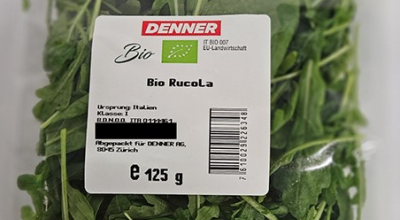 DENNER
Bio
IT BIO 007
EU-Landwirtschaft
Bio RucoLa
Ursprung: Italien
Klasse: I
Abgepackt für DENNER AG,
8045 Zürich
e 125 g
7610029226348